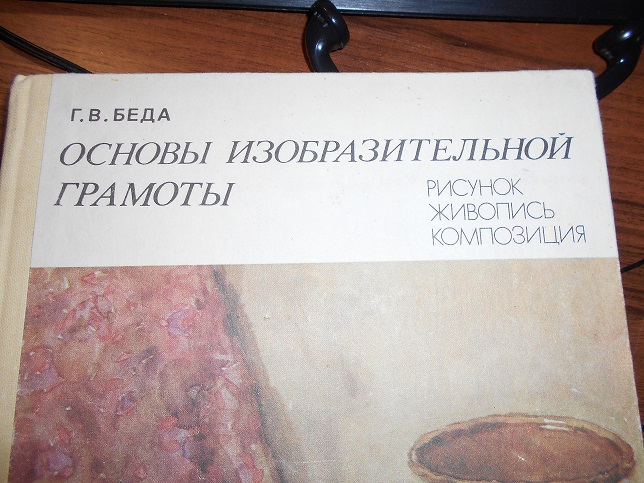 Г. В. БЕДА
ОСНОВЫ ИЗОБРАЗИТЕЛЬНОЙ
ГРАМОТЫ
РИСУНОК
ЖИВОПИСЬ
КОМПОЗИЦИЯ